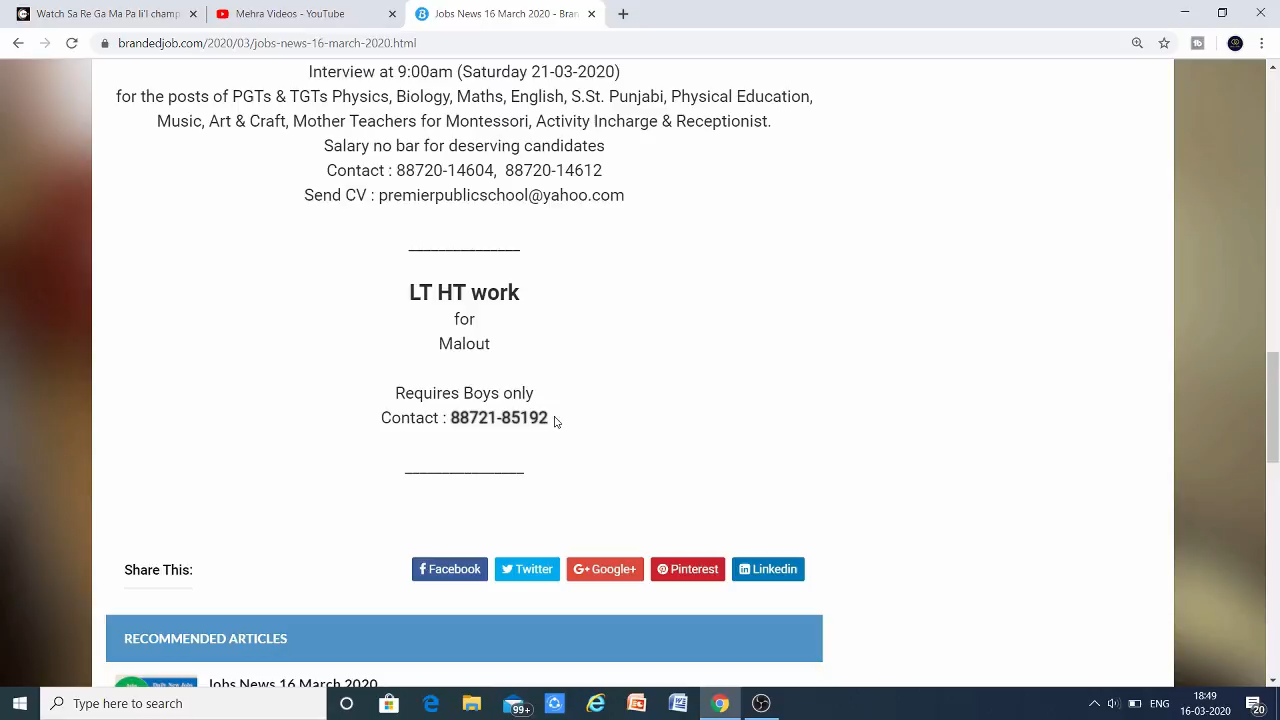 Watch Sa Re Ga Ma Pa li'l champ
Mehra Videos - YouTube
Jobs News 16 March 2020 - Bran
brandedjob.com/2020/03/jobs-news-16-march-2020.html
Interview at 9:00am (Saturday 21-03-2020)
for the posts of PGTs & TGTs Physics, Biology, Maths, English, S.St. Punjabi, Physical Education,
Music, Art & Craft, Mother Teachers for Montessori, Activity Incharge & Receptionist.
Salary no bar for deserving candidates
Contact : 88720-14604, 88720-14612
Send CV : premierpublicschool@yahoo.com
LT HT work
for
Malout
Requires Boys only
Contact : 88721-85192
Share This:
Facebook
Twitter
G+ Google+
Pinterest
Linkedin
RECOMMENDED ARTICLES
Jobs News 16 March 2020
Type here to search
99+
ENG
18:49
16-03-2020
20